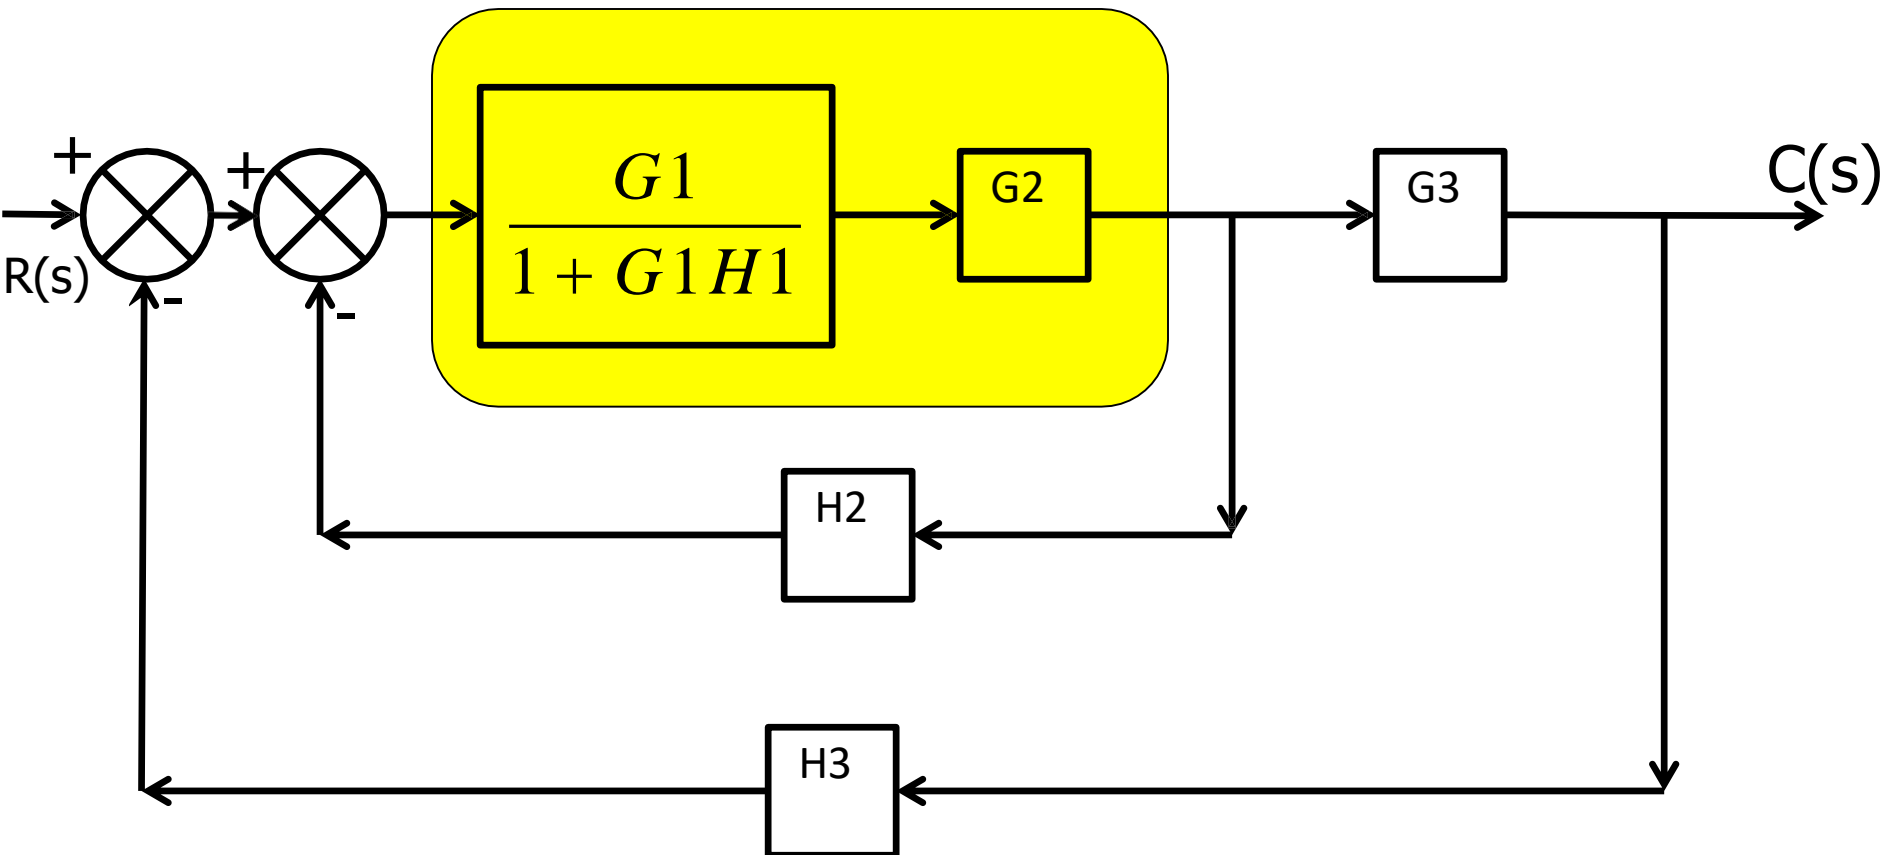 +
+
R(s)
-
-
G1
1 + G1H1
G2
G3
C(s)
H2
H3